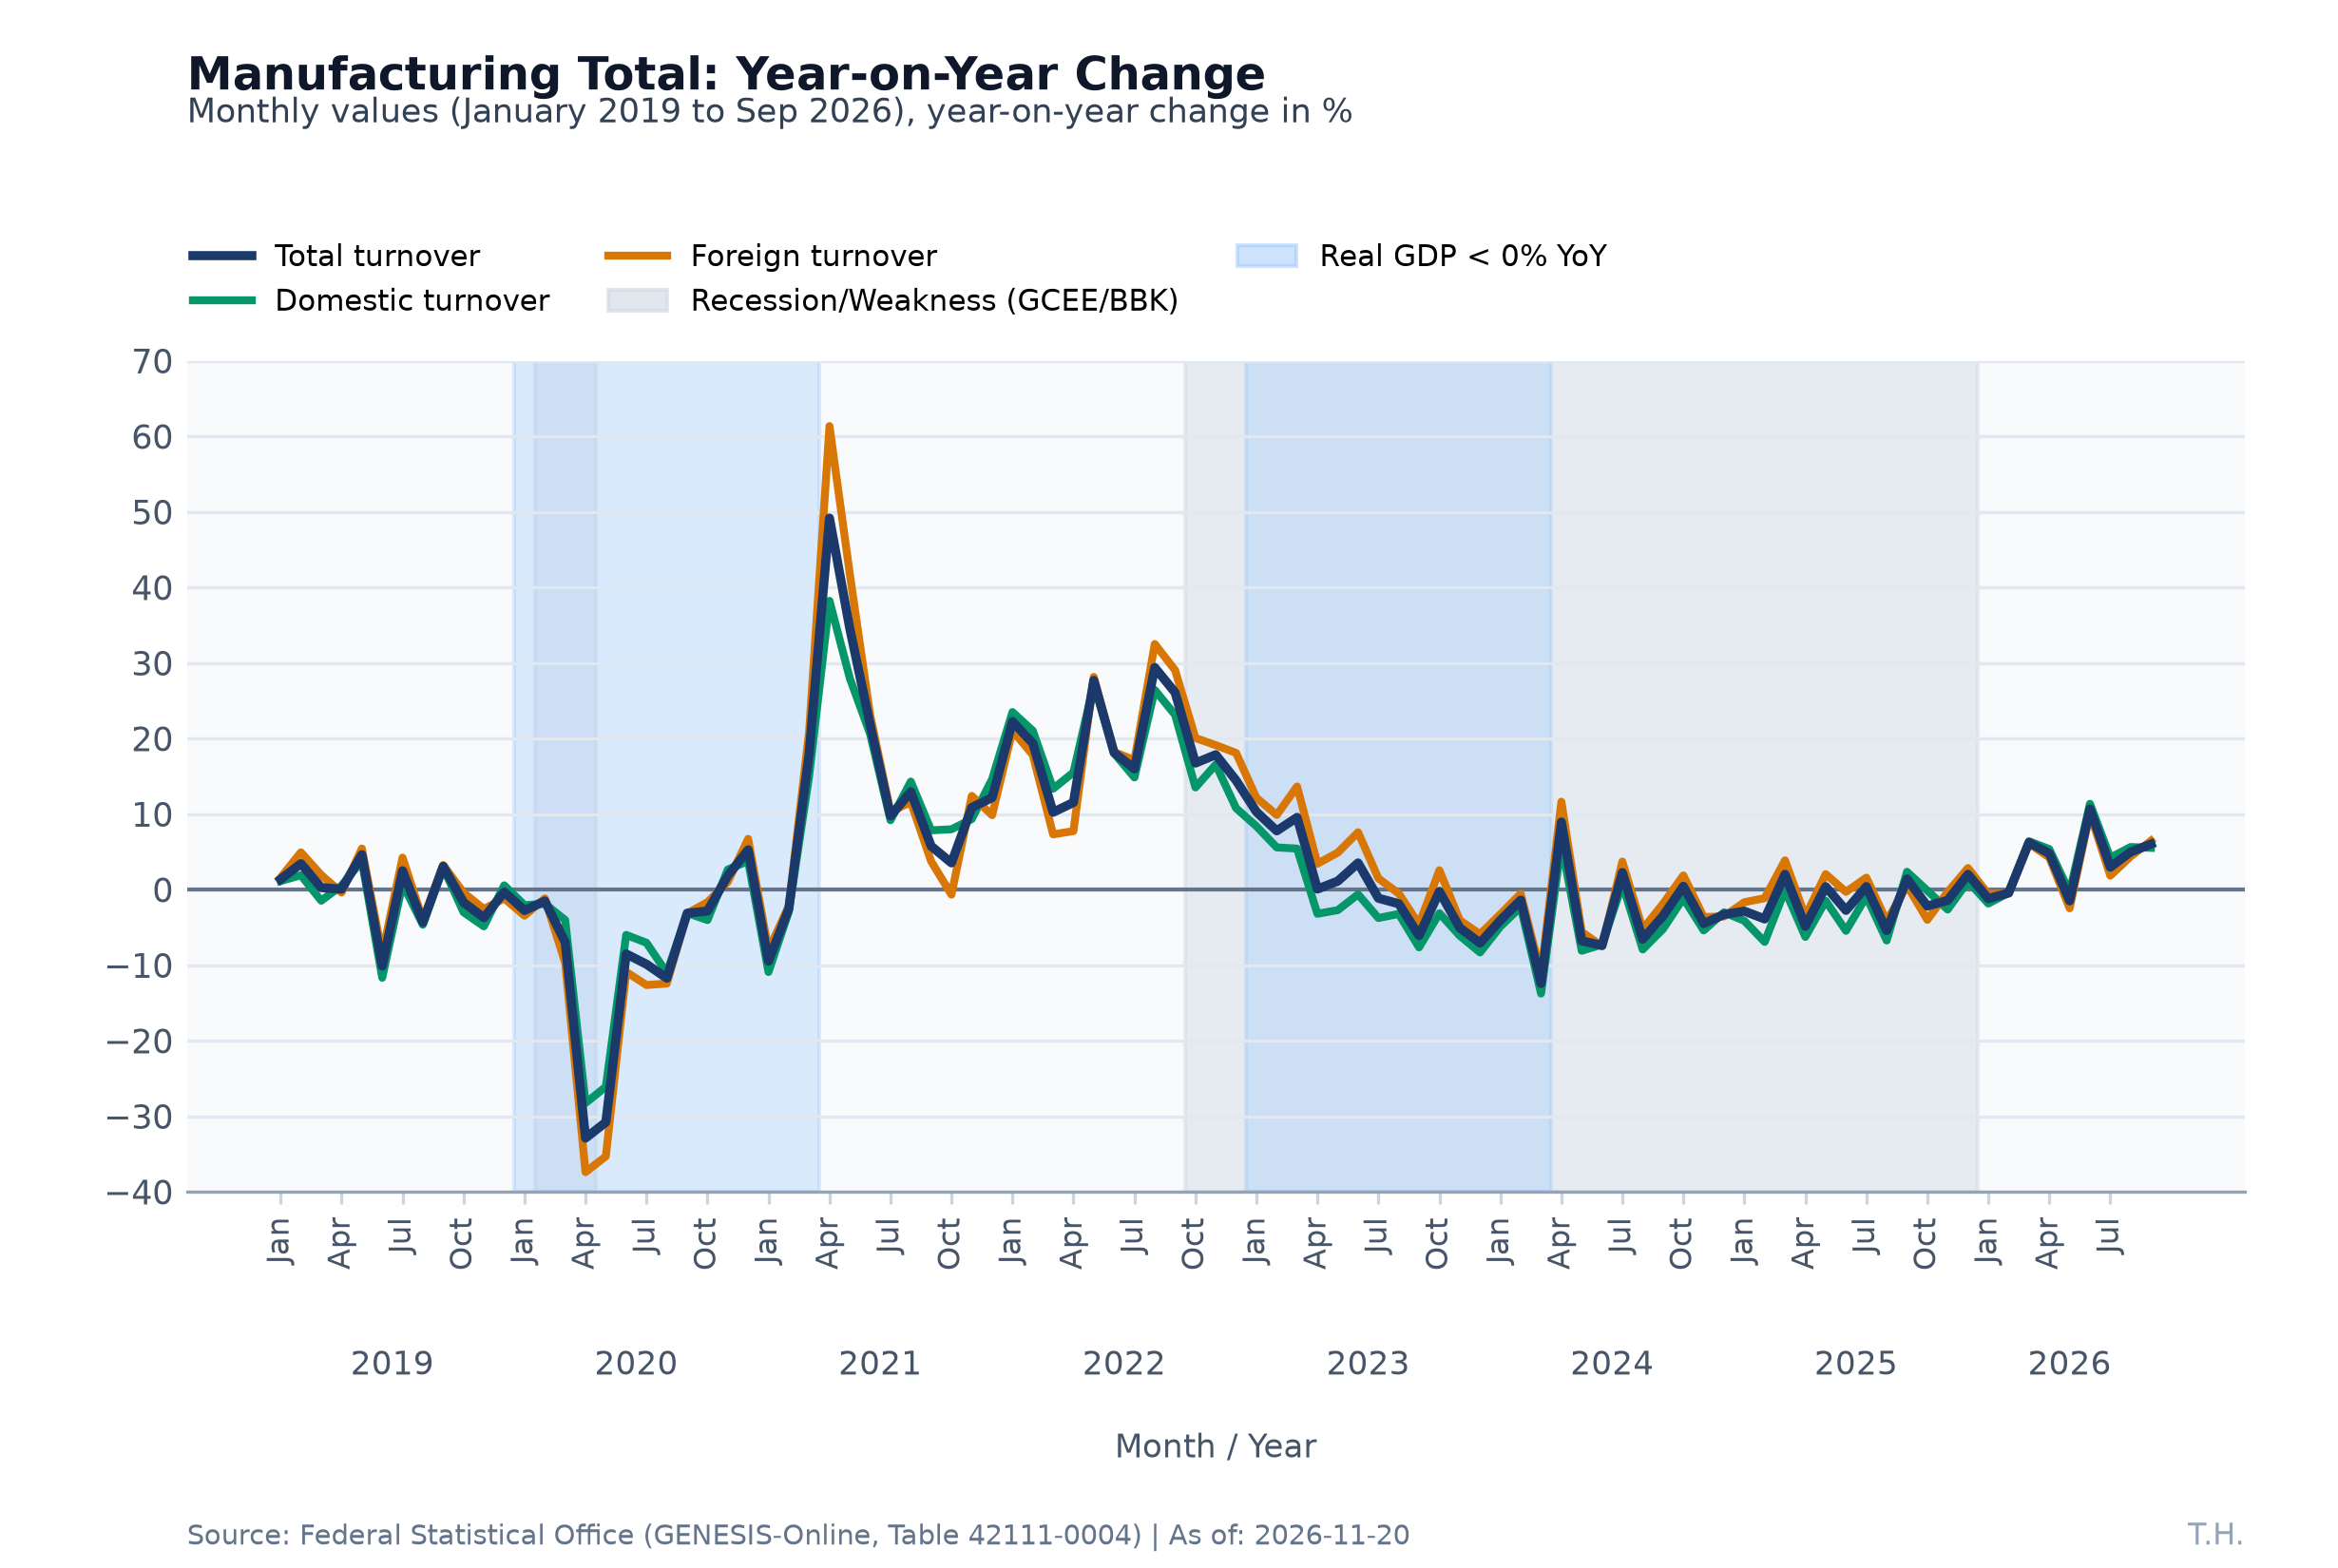 Manufacturing Total: Year-on-Year Change
Monthly values (January 2019 to Sep 2026), year-on-year change in %
Total turnover
Domestic turnover
Foreign turnover
Recession/Weakness (GCEE/BBK)
Real GDP < 0% YoY
70
60
50
40
30
20
10
0
−10
−20
−30
−40
Jan Apr Jul Oct Jan Apr Jul Oct Jan Apr Jul Oct Jan Apr Jul Oct Jan Apr Jul Oct Jan Apr Jul Oct Jan Apr Jul Oct Jan Apr Jul
2019 2020 2021 2022 2023 2024 2025 2026
Month / Year
Source: Federal Statistical Office (GENESIS-Online, Table 42111-0004) | As of: 2026-11-20
T.H.